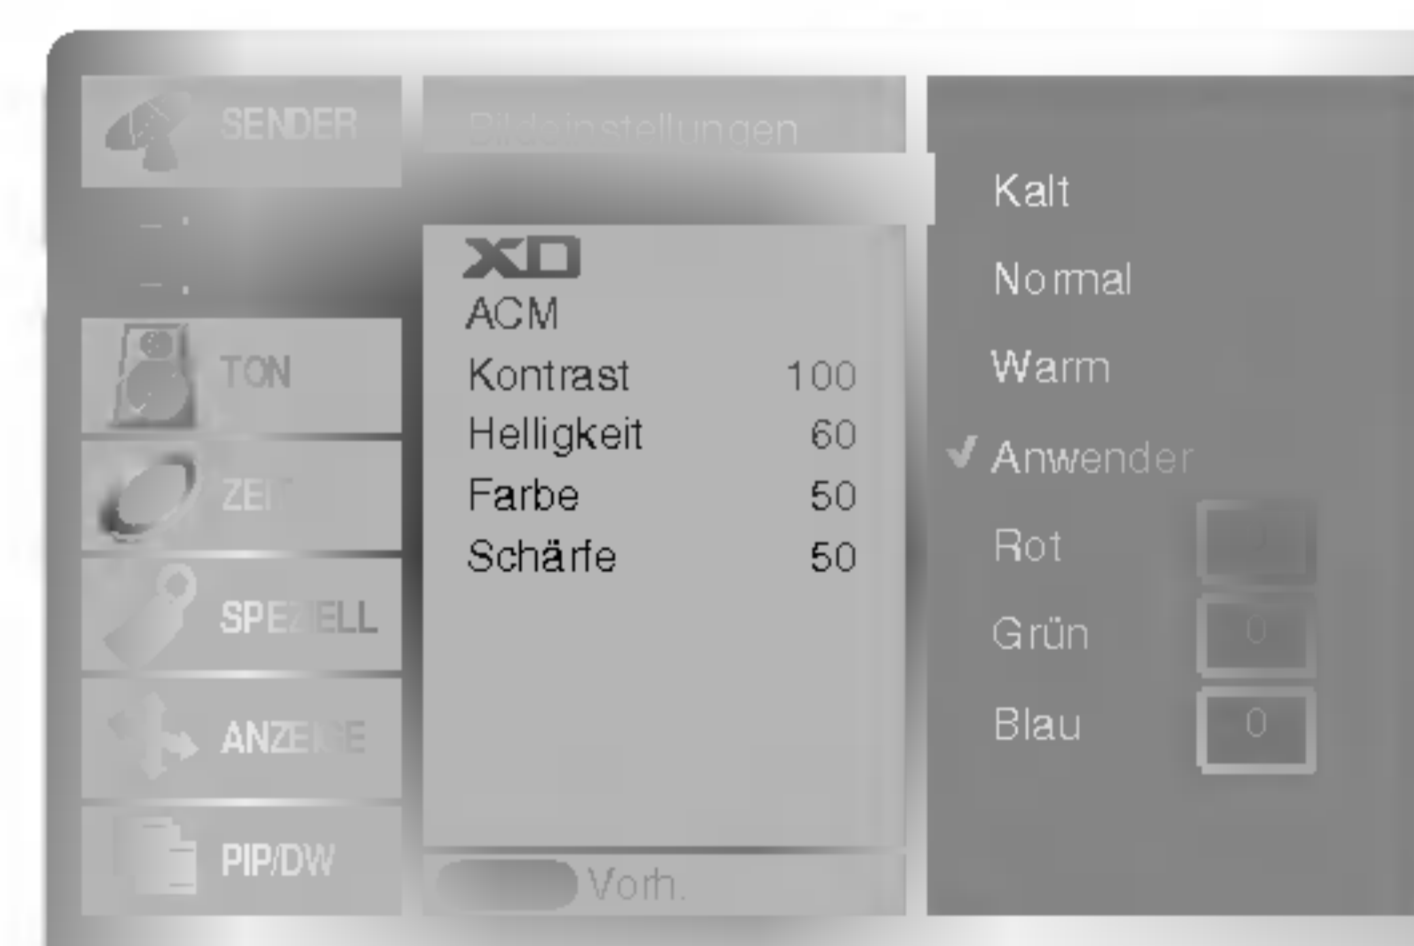 SENDER
TON
ZEIT
SPEZIELL
ANZEIGE
PIP/DW
Bildeinstellungen
XD
ACM
Kontrast 100
Helligkeit 60
Farbe 50
Schärfe 50
Vorh.
Kalt
Normal
Warm
✔ Anwender
Rot
Grün 0
Blau 0